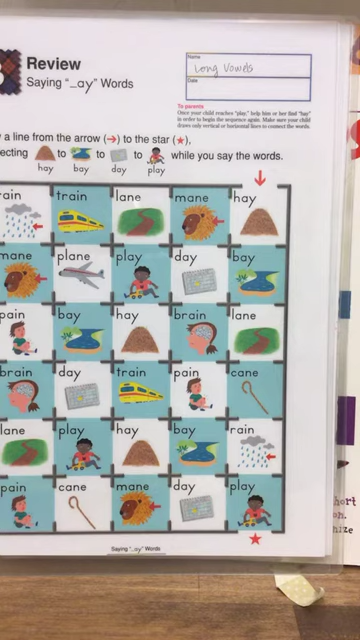 Review
Saying "_ay" Words
Name
Long Vowels
Date
To parents
Once your child reaches "play," help him or her find "hay"
in order to begin the sequence again. Make sure your child
draws only vertical or horizontal lines to connect the words.
a line from the arrow (→) to the star (★),
ecting to to to while you say the words.
hay bay day play
rain train lane mane hay
mane plane play day bay
pain bay hay brain lane
brain day train pain cane
lane play hay bay rain
pain cane mane day play
Saying "_ay" Words
hort
on.
nize